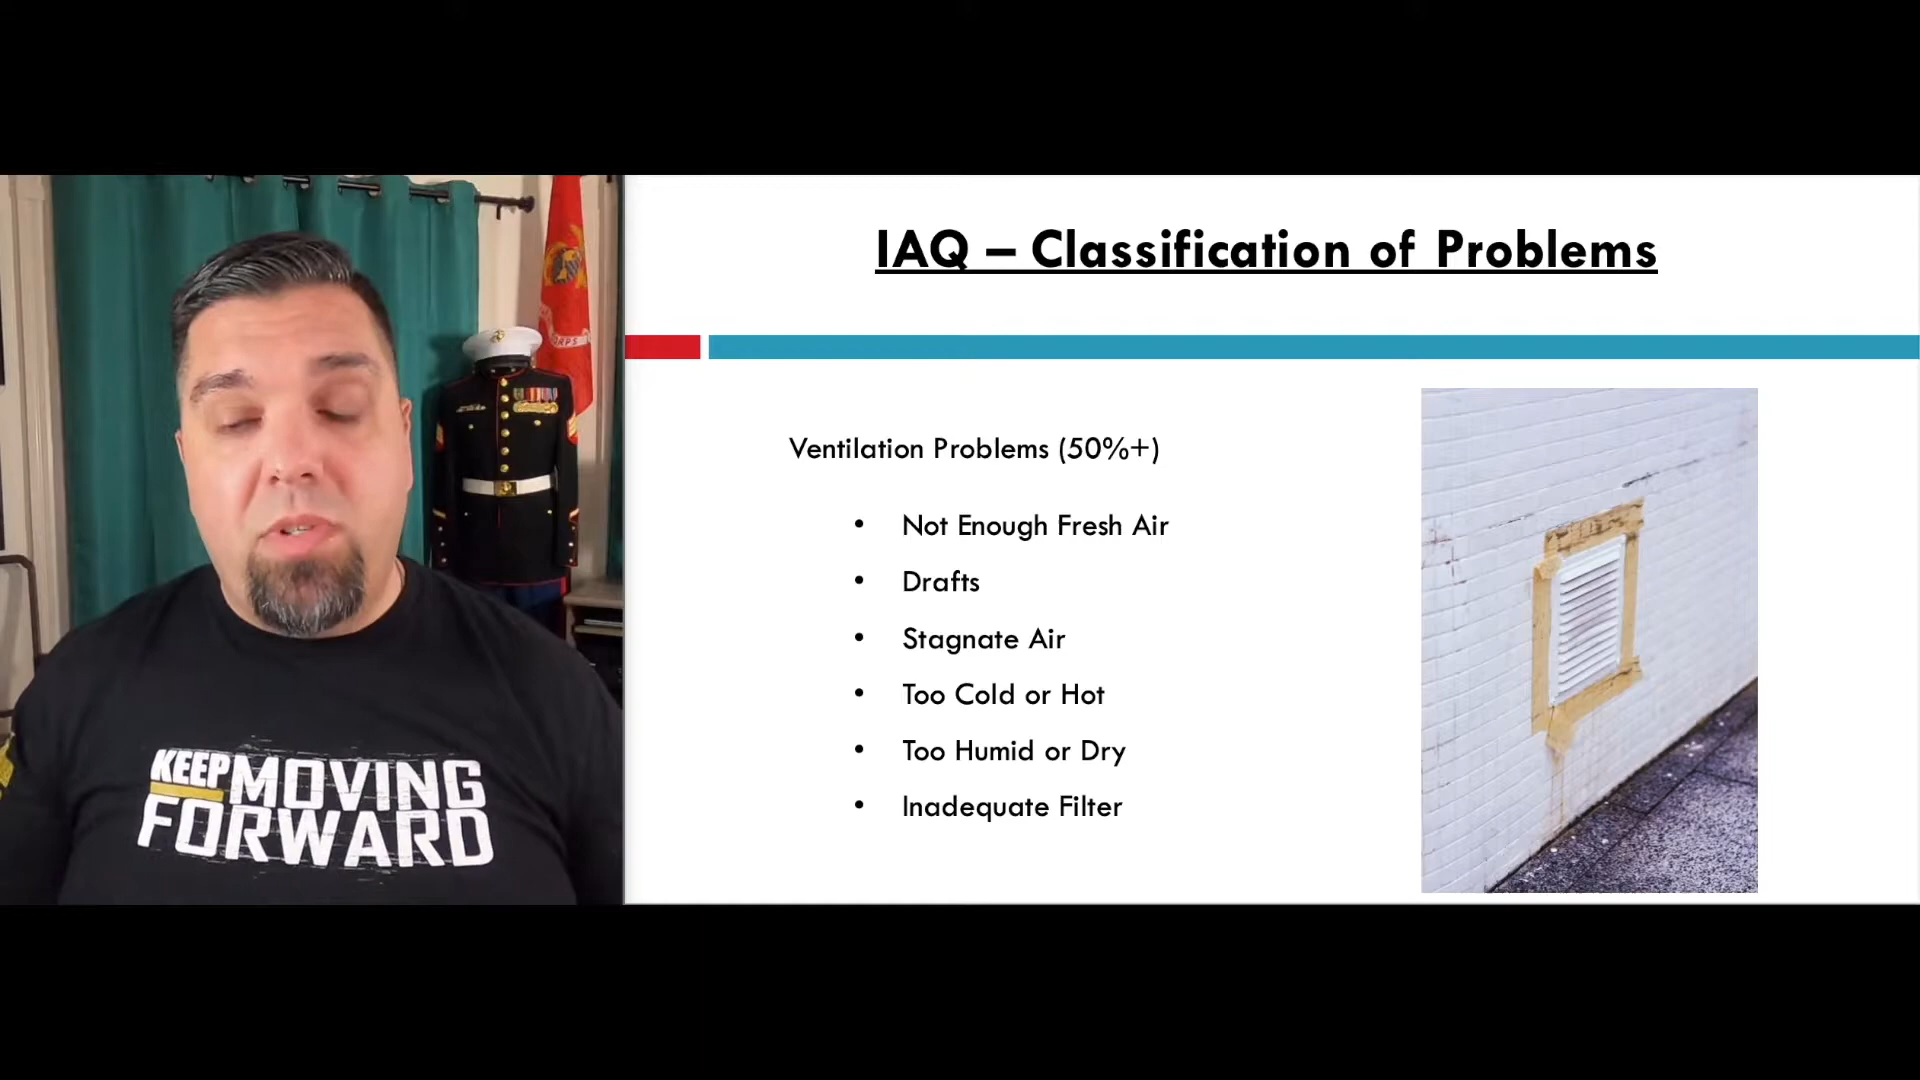 IAQ – Classification of Problems
Ventilation Problems (50%+)
• Not Enough Fresh Air
• Drafts
• Stagnate Air
• Too Cold or Hot
• Too Humid or Dry
• Inadequate Filter
KEEP MOVING
FORWARD
ORPS